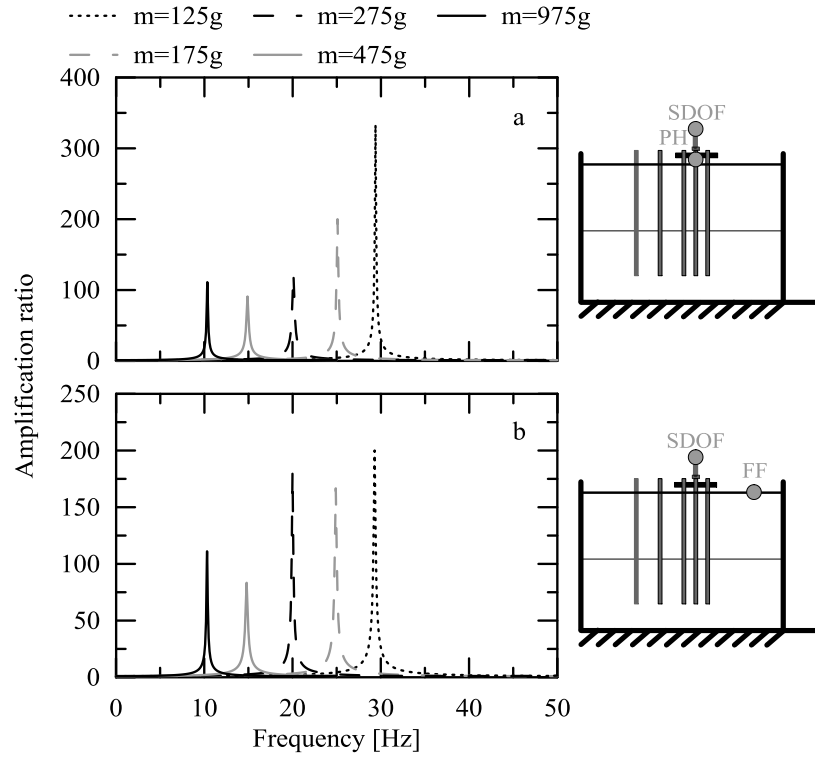 m=125g m=275g m=975g
m=175g m=475g
400
300
200
100
0
a
SDOF
PH
Amplification ratio
250
200
150
100
50
0
b
SDOF
FF
0 10 20 30 40 50
Frequency [Hz]